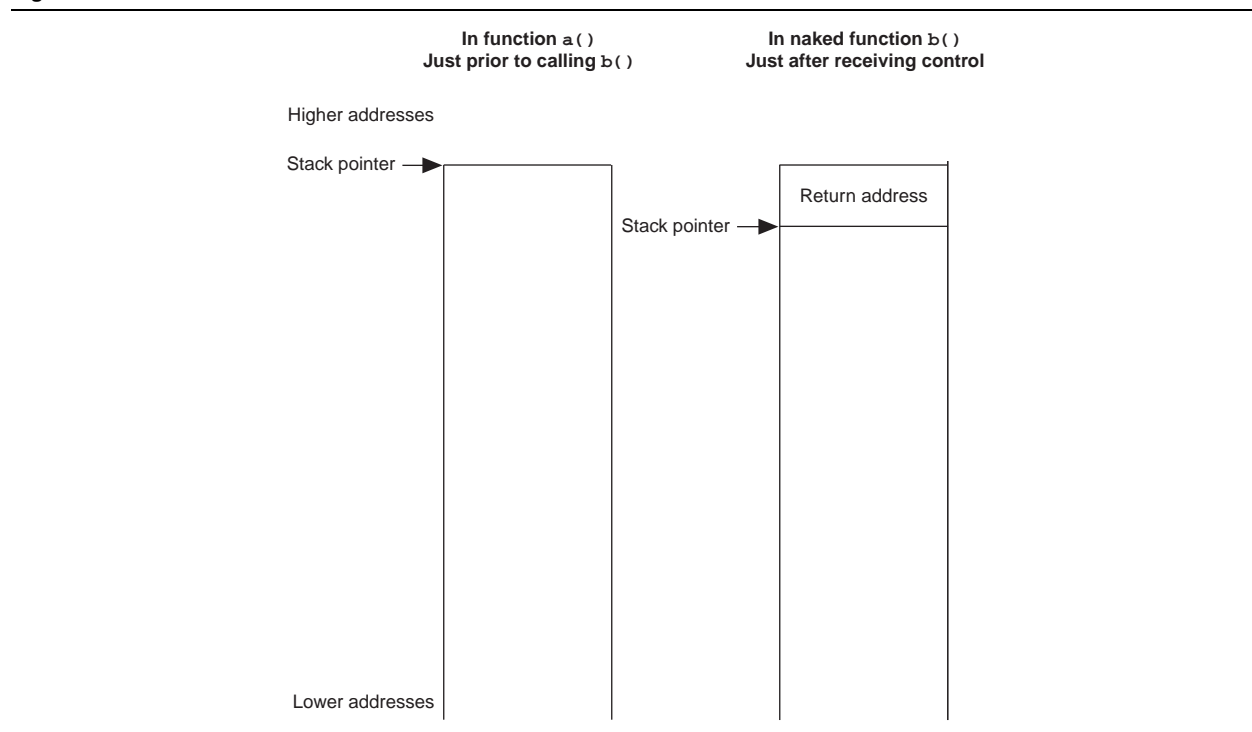 In function a()
Just prior to calling b()
In naked function b()
Just after receiving control
Higher addresses
Stack pointer
Return address
Stack pointer
Lower addresses